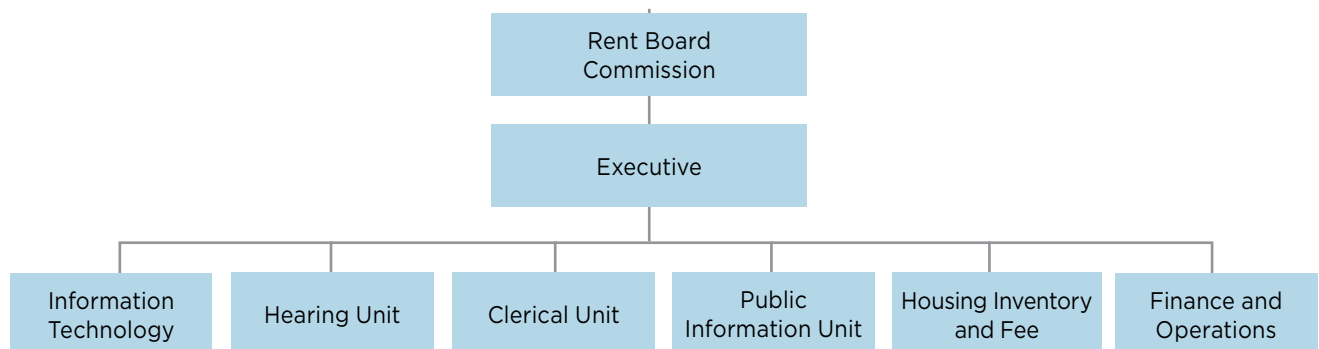 Rent Board
Commission
Executive
Information
Technology
Hearing Unit
Clerical Unit
Public
Information Unit
Housing Inventory
and Fee
Finance and
Operations